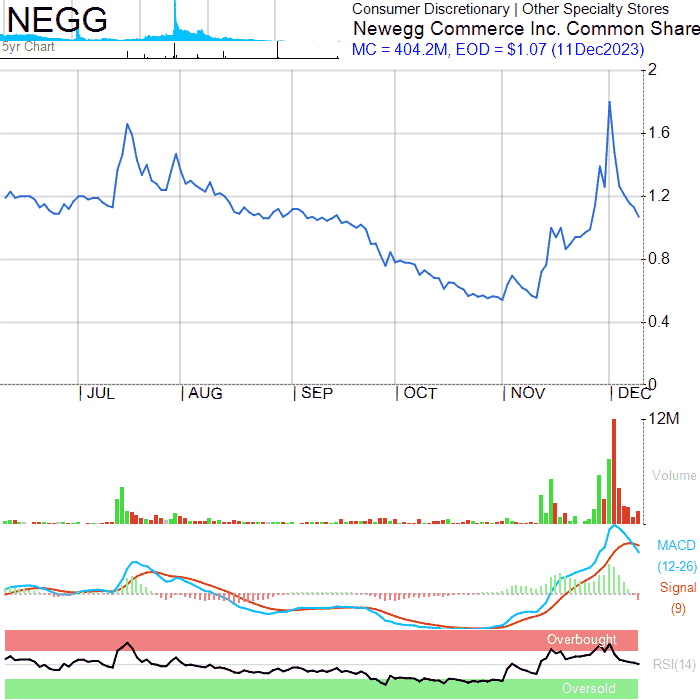 NEGG
5yr Chart
Consumer Discretionary | Other Specialty Stores
Newegg Commerce Inc. Common Share
MC = 404.2M, EOD = $1.07 (11Dec2023)
2
1.6
1.2
0.8
0.4
0
| JUL | AUG | SEP | OCT | NOV | DEC
12M
Volume
MACD
(12-26)
Signal
(9)
Overbought
RSI(14)
Oversold